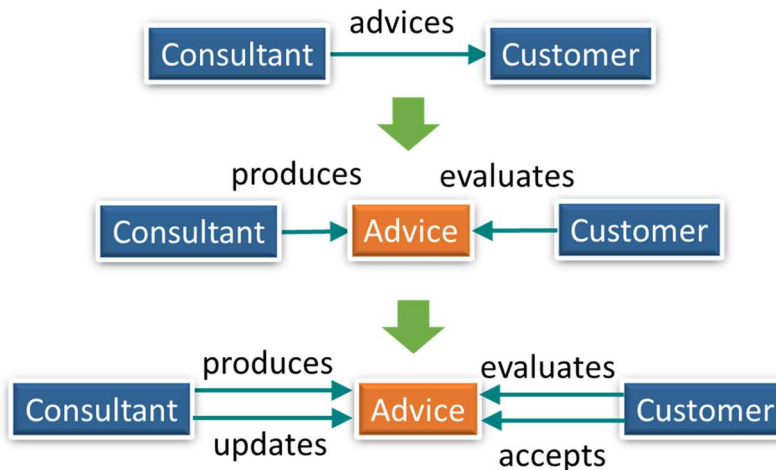 advices
Consultant
Customer
produces
evaluates
Consultant
Advice
Customer
produces
evaluates
Consultant
Advice
Customer
updates
accepts